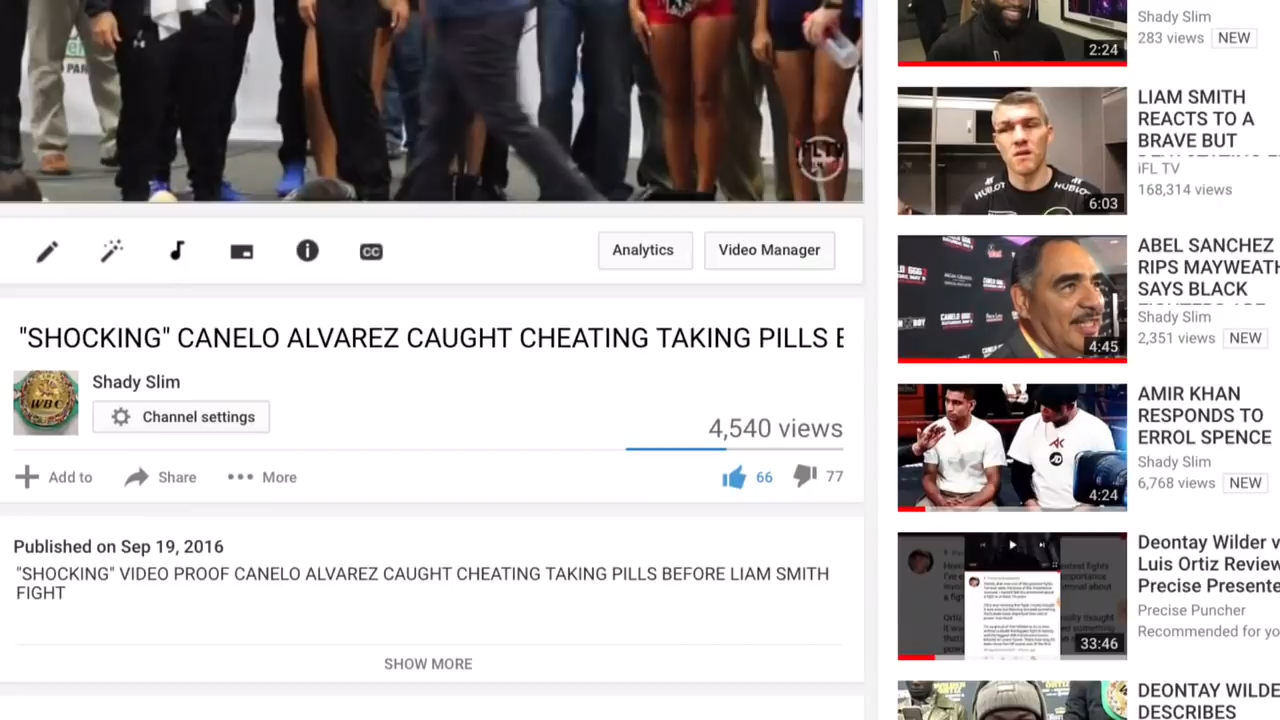 Shady Slim
283 views NEW
2:24
LIAM SMITH
REACTS TO A
BRAVE BUT
iFL TV
168,314 views
HUBLOT HUBLOT
6:03
Analytics
Video Manager
CC
"SHOCKING" CANELO ALVAREZ CAUGHT CHEATING TAKING PILLS
Shady Slim
WBC
Channel settings
4,540 views
Add to
Share
More
66
77
Published on Sep 19, 2016
"SHOCKING" VIDEO PROOF CANELO ALVAREZ CAUGHT CHEATING TAKING PILLS BEFORE LIAM SMITH
FIGHT
SHOW MORE
ABEL SANCHEZ
RIPS MAYWEATH
SAYS BLACK
Shady Slim
2,351 views NEW
4:45
AMIR KHAN
RESPONDS TO
ERROL SPENCE
Shady Slim
6,768 views NEW
4:24
Deontay Wilder v
Luis Ortiz Review
Precise Presente
Precise Puncher
Recommended for yo
33:46
DEONTAY WILDE
DESCRIBES